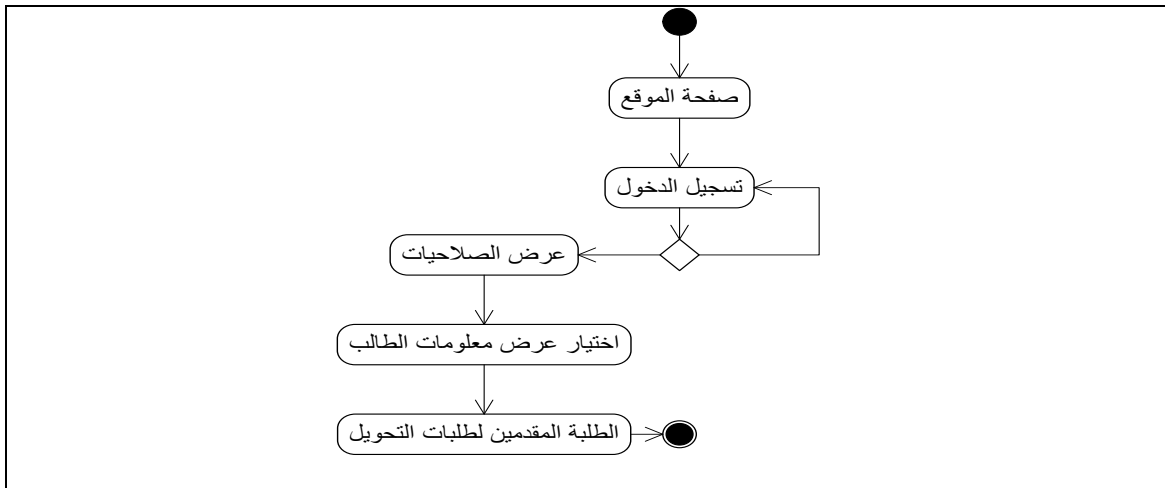 صفحة الموقع
تسجيل الدخول
عرض الصلاحيات
اختيار عرض معلومات الطالب
الطلبة المقدمين لطلبات التحويل